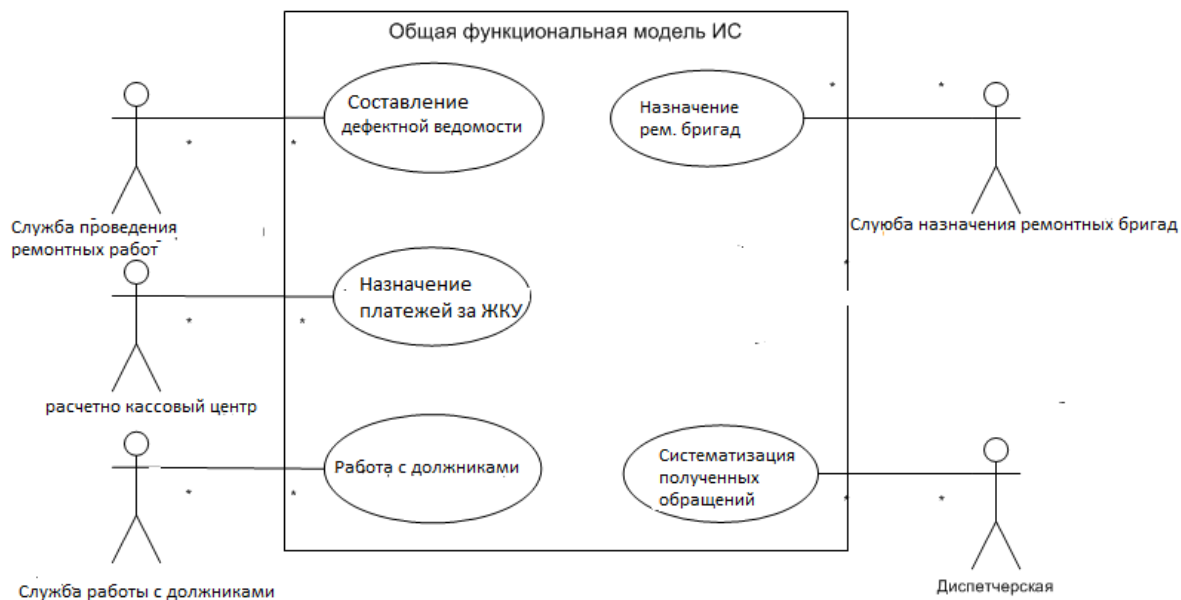 Общая функциональная модель ИС
Составление
дефектной ведомости
Назначение
рем. бригад
* *
* *
Служба проведения
ремонтных работ
Слуюба назначения ремонтных бригад
*
Назначение
платежей за ЖКУ
* *
расчетно кассовый центр
Работа с должниками
Систематизация
полученных
обращений
* *
* *
Служба работы с должниками
Диспетчерская